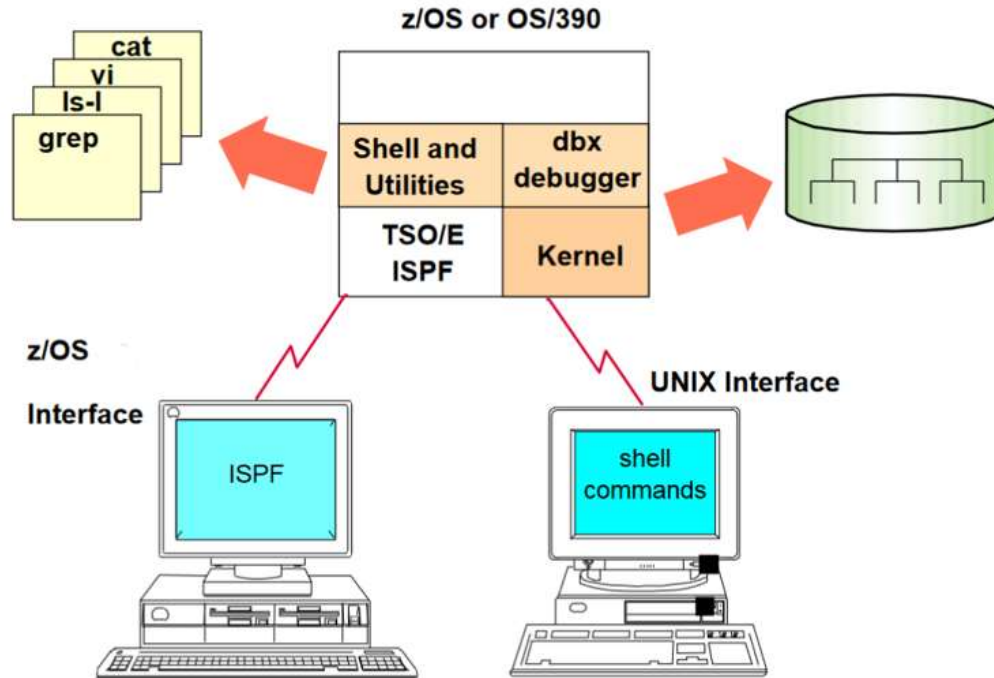 z/OS or OS/390
cat
vi
ls-l
grep
Shell and
Utilities
dbx
debugger
TSO/E
ISPF
Kernel
z/OS
Interface
UNIX Interface
ISPF
shell
commands